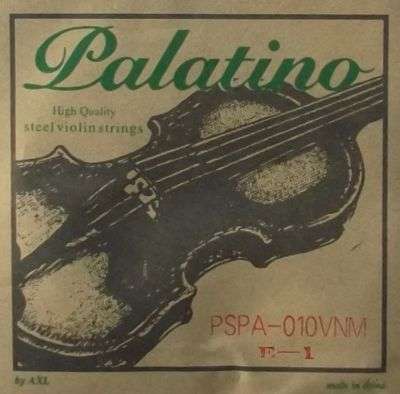 Palatino
High Quality
steel violin strings
PSPA-010VNM
E-1
by AXL
made in china